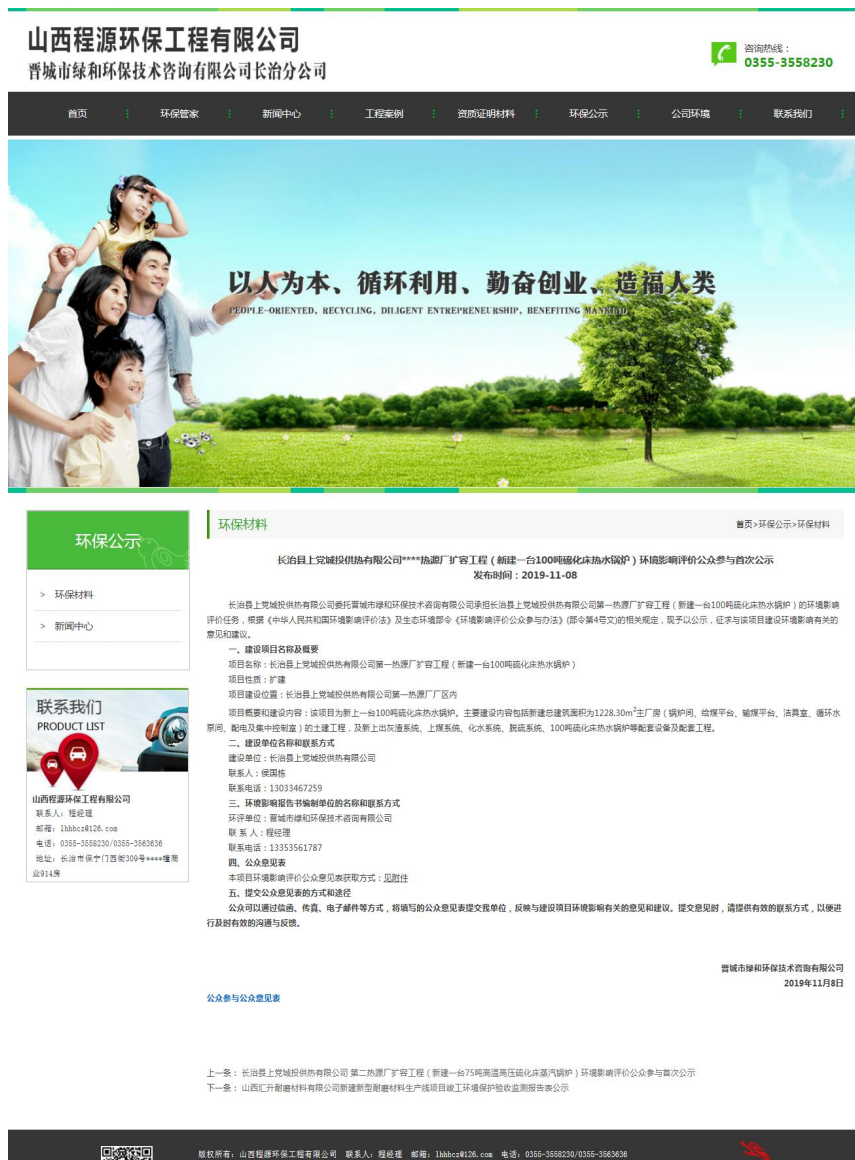 山西程源环保工程有限公司
晋城市绿和环保技术咨询有限公司长治分公司
咨询热线：
0355-3558230
首页 环保管家 新闻中心 工程案例 资质证明材料 环保公示 公司环境 联系我们
以人为本、循环利用、勤奋创业、造福人类
PEOPLE-ORIENTED, RECYCLING, DILIGENT ENTREPRENEURSHIP, BENEFITING MANKIND
环保公示
> 环保材料
> 新闻中心
联系我们
PRODUCT LIST
山西程源环保工程有限公司
联系人：程经理
邮箱：lhhbcz@126.com
电话：0355-3558230/0355-3563636
地址：长治市保宁门西街309号****幢商
业914房
环保材料
首页>环保公示>环保材料
长治县上党城投供热有限公司****热源厂扩容工程（新建一台100吨硫化床热水锅炉）环境影响评价公众参与首次公示
发布时间：2019-11-08
长治县上党城投供热有限公司委托晋城市绿和环保技术咨询有限公司承担长治县上党城投供热有限公司第一热源厂扩容工程（新建一台100吨硫化床热水锅炉）的环境影响
评价任务，根据《中华人民共和国环境影响评价法》及生态环境部令《环境影响评价公众参与办法》(部令第4号文)的相关规定，现予以公示，征求与该项目建设环境影响有关的
意见和建议。
一、建设项目名称及概要
项目名称：长治县上党城投供热有限公司第一热源厂扩容工程（新建一台100吨硫化床热水锅炉）
项目性质：扩建
项目建设位置：长治县上党城投供热有限公司第一热源厂厂区内
项目概要和建设内容：该项目为新上一台100吨硫化床热水锅炉。主要建设内容包括新建总建筑面积为1228.30m²主厂房（锅炉间、给煤平台、输煤平台、洁具室、循环水
泵间、配电及集中控制室）的土建工程，及新上出灰渣系统、上煤系统、化水系统、脱硫系统、100吨硫化床热水锅炉等配套设备及配套工程。
二、建设单位名称和联系方式
建设单位：长治县上党城投供热有限公司
联系人：侯国栋
联系电话：13033467259
三、环境影响报告书编制单位的名称和联系方式
环评单位：晋城市绿和环保技术咨询有限公司
联 系 人：程经理
联系电话：13353561787
四、公众意见表
本项目环境影响评价公众意见表获取方式：见附件
五、提交公众意见表的方式和途径
公众可以通过信函、传真、电子邮件等方式，将填写的公众意见表提交我单位，反映与建设项目环境影响有关的意见和建议。提交意见时，请提供有效的联系方式，以便进
行及时有效的沟通与反馈。
晋城市绿和环保技术咨询有限公司
2019年11月8日
公众参与公众意见表
上一条：长治县上党城投供热有限公司 第二热源厂扩容工程（新建一台75吨高温高压硫化床蒸汽锅炉）环境影响评价公众参与首次公示
下一条：山西汇升耐磨材料有限公司新建新型耐磨材料生产线项目竣工环境保护验收监测报告表公示
版权所有：山西程源环保工程有限公司 联系人：程经理 邮箱：lhhbcz@126.com 电话：0355-3558230/0355-3563636